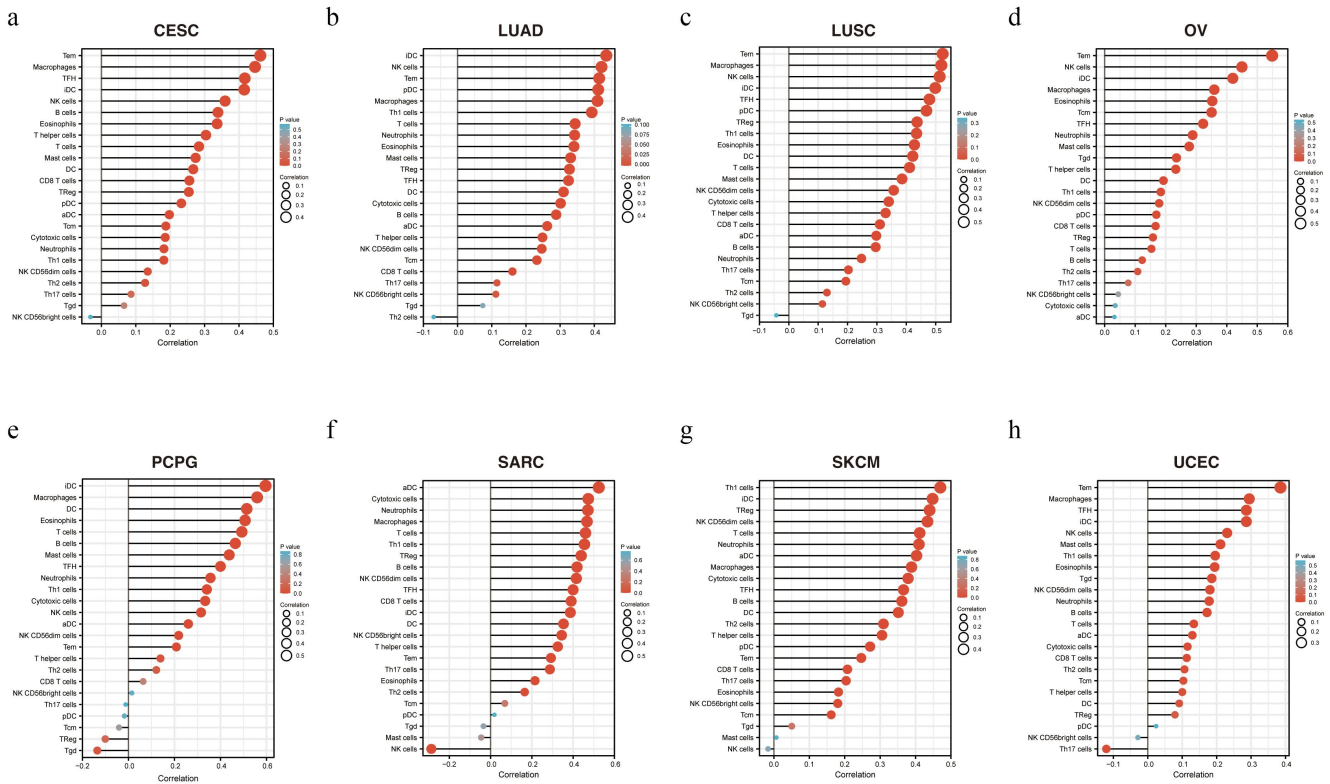 a
CESC
Tem
Macrophages
TFH
iDC
NK cells
B cells
Eosinophils
T helper cells
T cells
Mast cells
DC
CD8 T cells
TReg
pDC
aDC
Tcm
Cytotoxic cells
Neutrophils
Th1 cells
NK CD56dim cells
Th2 cells
Th17 cells
Tgd
NK CD56bright cells
0.0 0.1 0.2 0.3 0.4 0.5
Correlation
P value
0.5
0.4
0.3
0.2
0.1
0.0
Correlation
0.1
0.2
0.3
0.4
b
LUAD
iDC
NK cells
Tem
pDC
Macrophages
Th1 cells
T cells
Neutrophils
Eosinophils
Mast cells
TReg
TFH
DC
Cytotoxic cells
B cells
aDC
T helper cells
NK CD56dim cells
Tcm
CD8 T cells
Th17 cells
NK CD56bright cells
Tgd
Th2 cells
-0.1 0.0 0.1 0.2 0.3 0.4
Correlation
P value
0.100
0.075
0.050
0.025
0.000
Correlation
0.1
0.2
0.3
0.4
c
LUSC
Tem
Macrophages
NK cells
iDC
TFH
pDC
TReg
Th1 cells
Eosinophils
DC
T cells
Mast cells
NK CD56dim cells
Cytotoxic cells
T helper cells
CD8 T cells
aDC
B cells
Neutrophils
Th17 cells
Tcm
Th2 cells
NK CD56bright cells
Tgd
-0.1 0.0 0.1 0.2 0.3 0.4 0.5
Correlation
P value
0.3
0.2
0.1
0.0
Correlation
0.1
0.2
0.3
0.4
0.5
d
OV
Tem
NK cells
iDC
Macrophages
Eosinophils
Tcm
TFH
Neutrophils
Mast cells
Tgd
T helper cells
DC
Th1 cells
NK CD56dim cells
pDC
CD8 T cells
TReg
T cells
B cells
Th2 cells
Th17 cells
NK CD56bright cells
Cytotoxic cells
aDC
0.0 0.1 0.2 0.3 0.4 0.5 0.6
Correlation
P value
0.5
0.4
0.3
0.2
0.1
0.0
Correlation
0.1
0.2
0.3
0.4
0.5
e
PCPG
iDC
Macrophages
DC
Eosinophils
T cells
B cells
Mast cells
TFH
Neutrophils
Th1 cells
Cytotoxic cells
NK cells
aDC
NK CD56dim cells
Tem
T helper cells
Th2 cells
CD8 T cells
NK CD56bright cells
Th17 cells
pDC
Tcm
TReg
Tgd
-0.2 0.0 0.2 0.4 0.6
Correlation
P value
0.8
0.6
0.4
0.2
0.0
Correlation
0.1
0.2
0.3
0.4
0.5
f
SARC
aDC
Cytotoxic cells
Neutrophils
Macrophages
T cells
Th1 cells
TReg
B cells
NK CD56dim cells
TFH
CD8 T cells
iDC
DC
NK CD56bright cells
T helper cells
Tem
Th17 cells
Eosinophils
Th2 cells
Tcm
pDC
Tgd
Mast cells
NK cells
-0.2 0.0 0.2 0.4 0.6
Correlation
P value
0.8
0.6
0.4
0.2
0.0
Correlation
0.1
0.2
0.3
0.4
0.5
g
SKCM
Th1 cells
iDC
TReg
NK CD56dim cells
T cells
Neutrophils
aDC
Macrophages
Cytotoxic cells
TFH
B cells
DC
Th2 cells
T helper cells
pDC
Tem
CD8 T cells
Th17 cells
Eosinophils
NK CD56bright cells
Tcm
Tgd
Mast cells
NK cells
0.0 0.1 0.2 0.3 0.4 0.5
Correlation
P value
0.8
0.6
0.4
0.2
0.0
Correlation
0.1
0.2
0.3
0.4
h
UCEC
Tem
Macrophages
TFH
iDC
NK cells
Mast cells
Th1 cells
Eosinophils
Tgd
NK CD56dim cells
Neutrophils
B cells
T cells
aDC
Cytotoxic cells
CD8 T cells
Th2 cells
Tcm
T helper cells
DC
TReg
pDC
NK CD56bright cells
Th17 cells
-0.1 0.0 0.1 0.2 0.3 0.4
Correlation
P value
0.5
0.4
0.3
0.2
0.1
0.0
Correlation
0.1
0.2
0.3